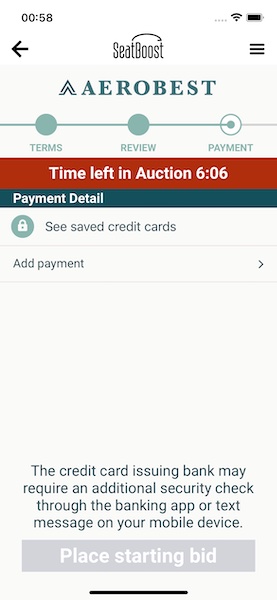 00:58
SeatBoost
AEROBEST
TERMS
REVIEW
PAYMENT
Time left in Auction 6:06
Payment Detail
See saved credit cards
Add payment
The credit card issuing bank may
require an additional security check
through the banking app or text
message on your mobile device.
Place starting bid